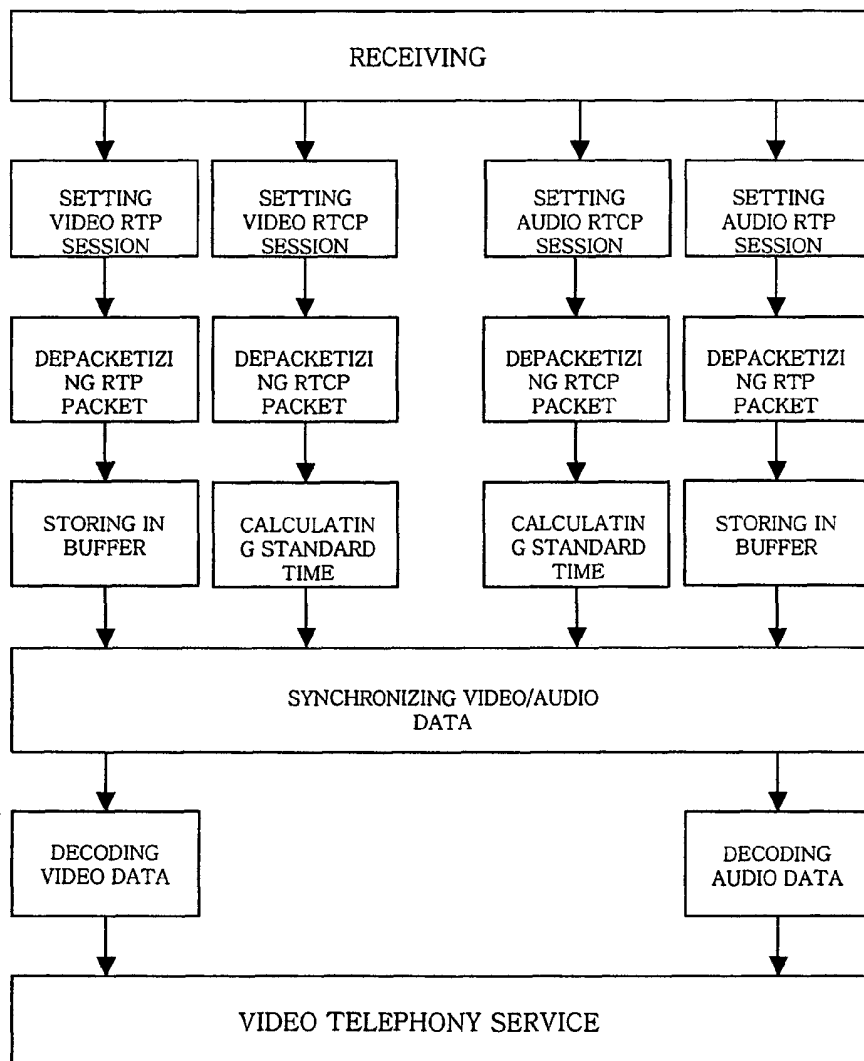 RECEIVING
SETTING
VIDEO RTP
SESSION
SETTING
VIDEO RTCP
SESSION
SETTING
AUDIO RTCP
SESSION
SETTING
AUDIO RTP
SESSION
DEPACKETIZI
NG RTP
PACKET
DEPACKETIZI
NG RTCP
PACKET
DEPACKETIZI
NG RTCP
PACKET
DEPACKETIZI
NG RTP
PACKET
STORING IN
BUFFER
CALCULATIN
G STANDARD
TIME
CALCULATIN
G STANDARD
TIME
STORING IN
BUFFER
SYNCHRONIZING VIDEO/AUDIO
DATA
DECODING
VIDEO DATA
DECODING
AUDIO DATA
VIDEO TELEPHONY SERVICE